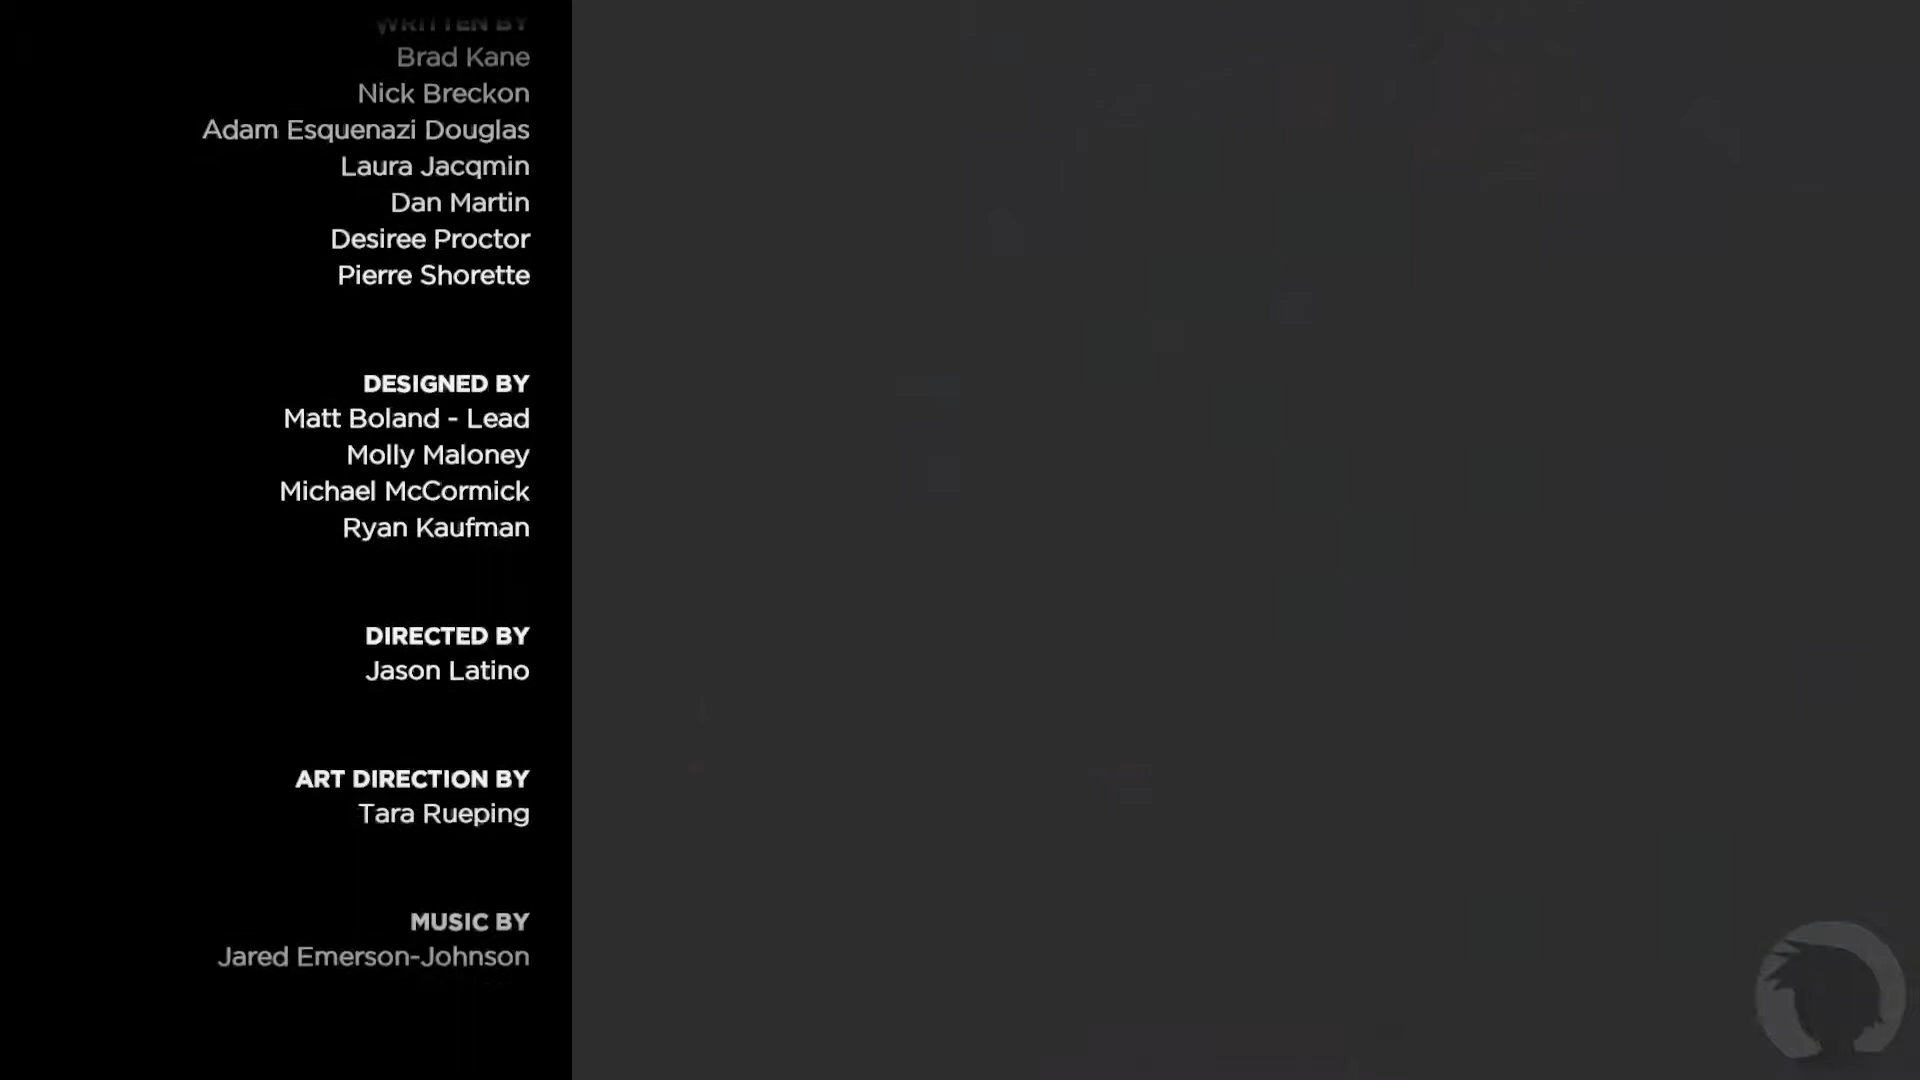 WRITTEN BY
Brad Kane
Nick Breckon
Adam Esquenazi Douglas
Laura Jacqmin
Dan Martin
Desiree Proctor
Pierre Shorette
DESIGNED BY
Matt Boland - Lead
Molly Maloney
Michael McCormick
Ryan Kaufman
DIRECTED BY
Jason Latino
ART DIRECTION BY
Tara Rueping
MUSIC BY
Jared Emerson-Johnson